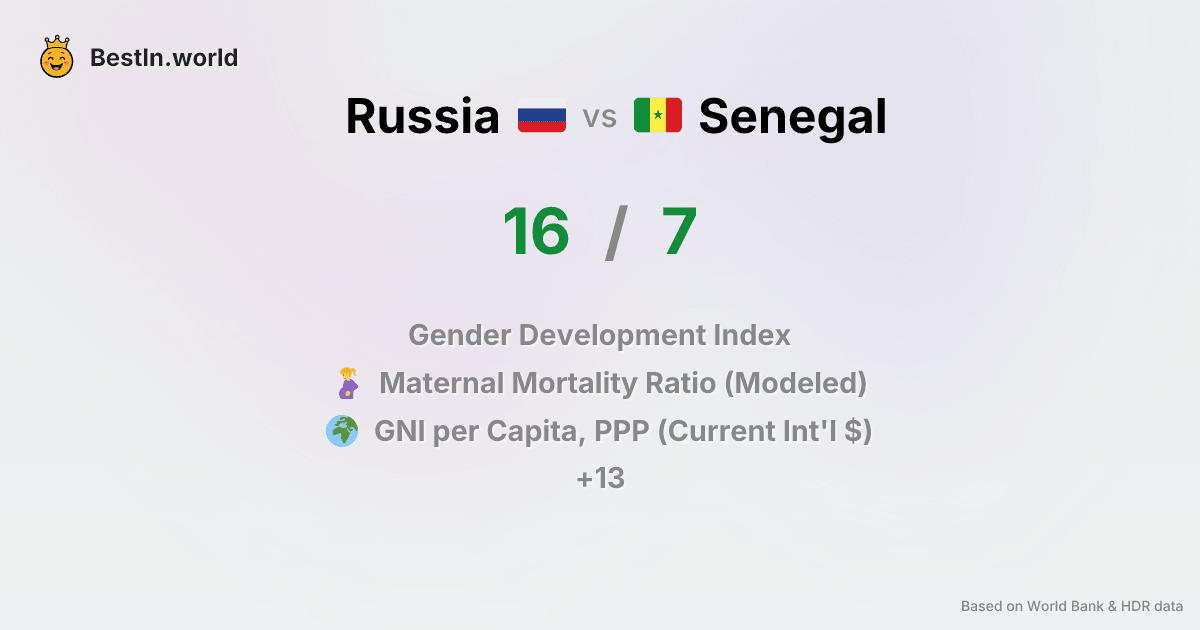 BestIn.world
Russia vs Senegal
16 / 7
Gender Development Index
Maternal Mortality Ratio (Modeled)
GNI per Capita, PPP (Current Int'l $)
+13
Based on World Bank & HDR data